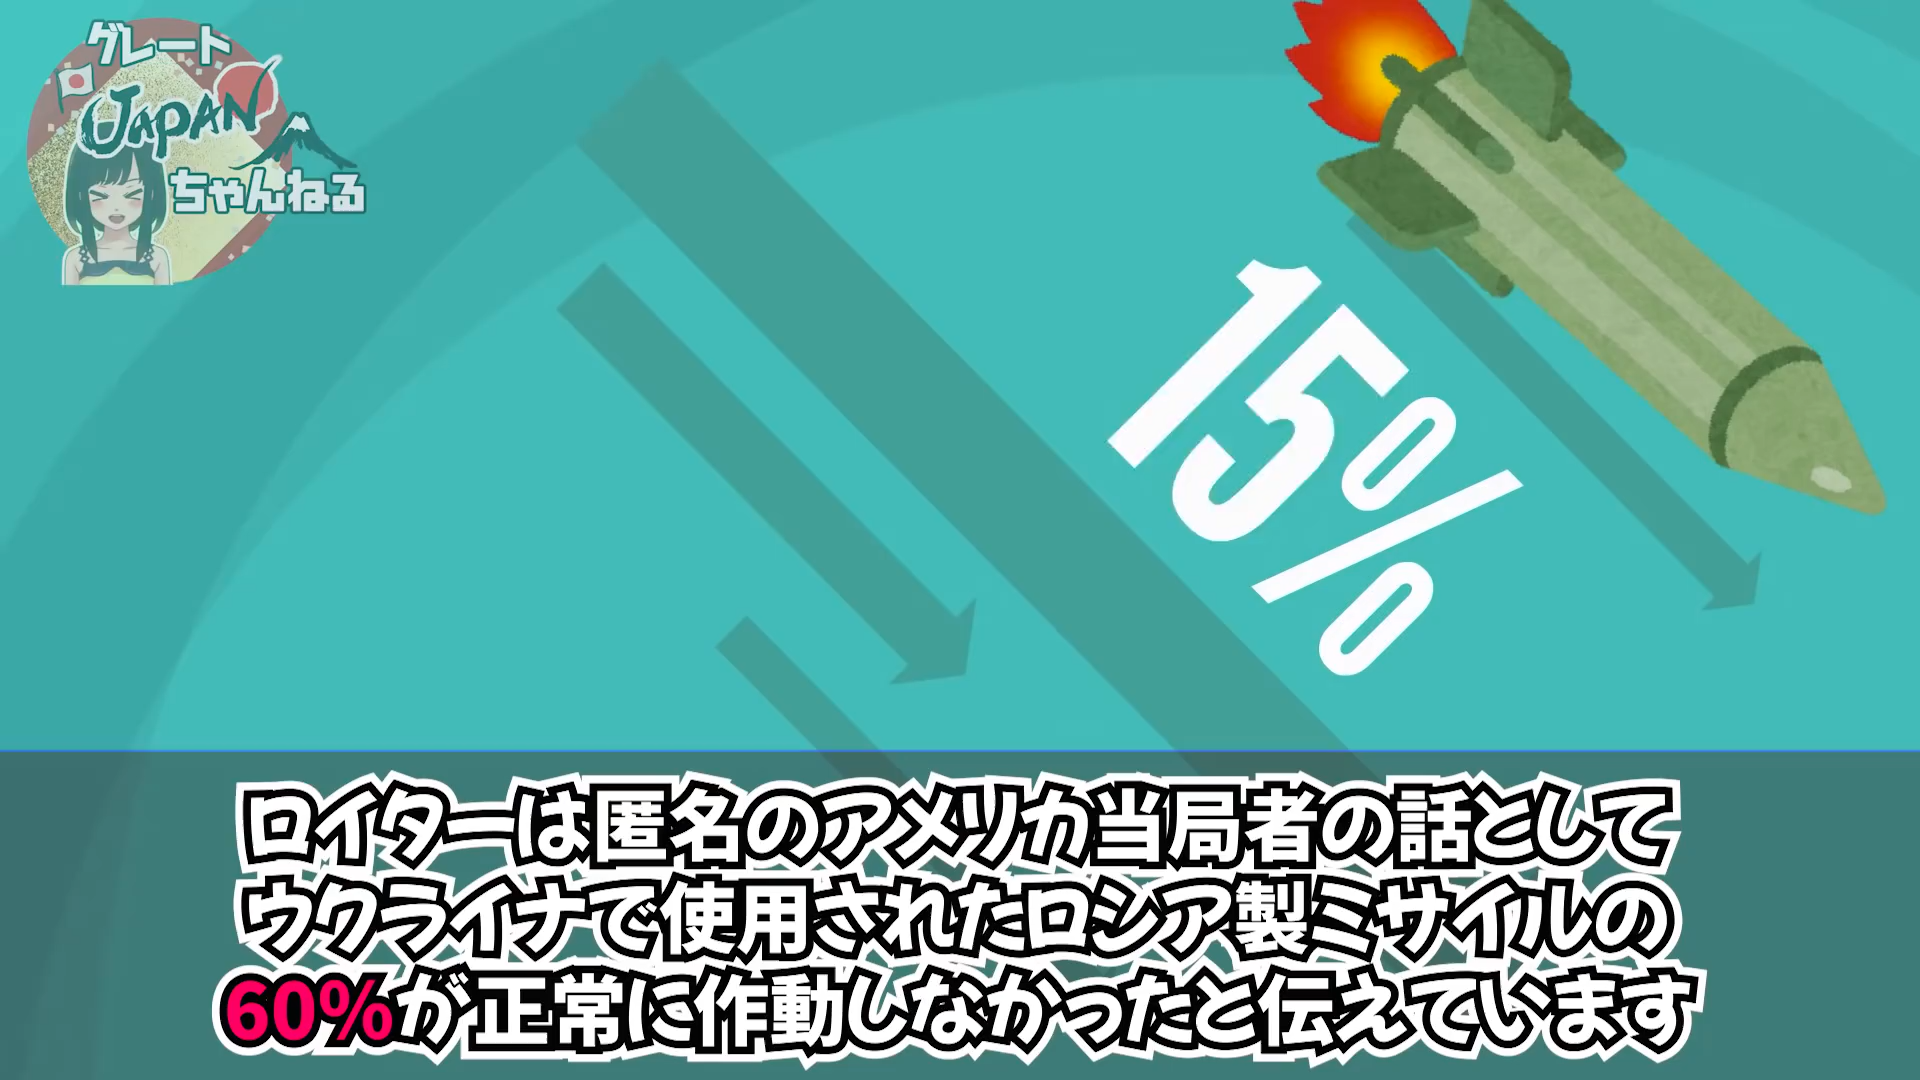 グレート
JAPAN
ちゃんねる
15%
ロイターは匿名のアメリカ当局者の話として
ウクライナで使用されたロシア製ミサイルの
60%が正常に作動しなかったと伝えています